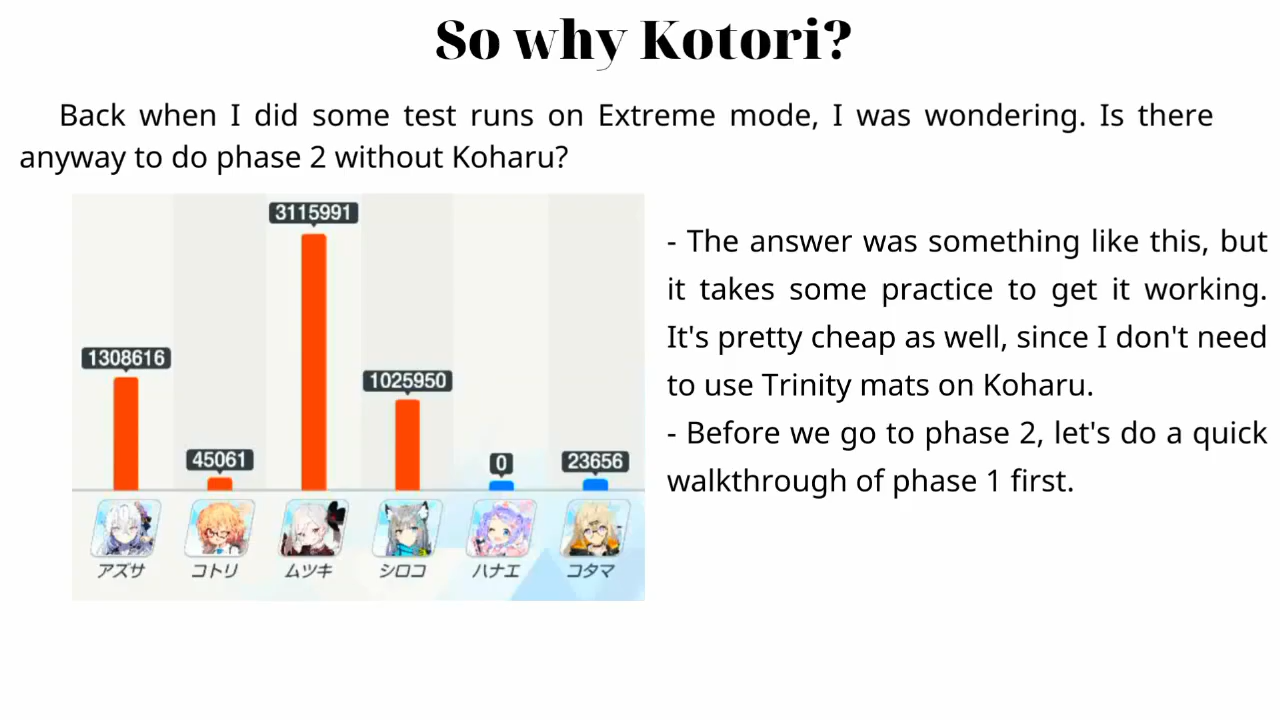 So why Kotori?
Back when I did some test runs on Extreme mode, I was wondering. Is there
anyway to do phase 2 without Koharu?
3115991
1308616
1025950
45061
0
23656
アズサ
コトリ
ムツキ
シロコ
ハナエ
コタマ
- The answer was something like this, but
it takes some practice to get it working.
It's pretty cheap as well, since I don't need
to use Trinity mats on Koharu.
- Before we go to phase 2, let's do a quick
walkthrough of phase 1 first.